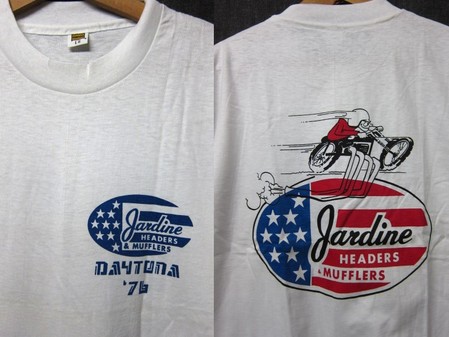 Jardine
HEADERS
& MUFFLERS
DAYTONA
'76
Jardine
HEADERS
& MUFFLERS